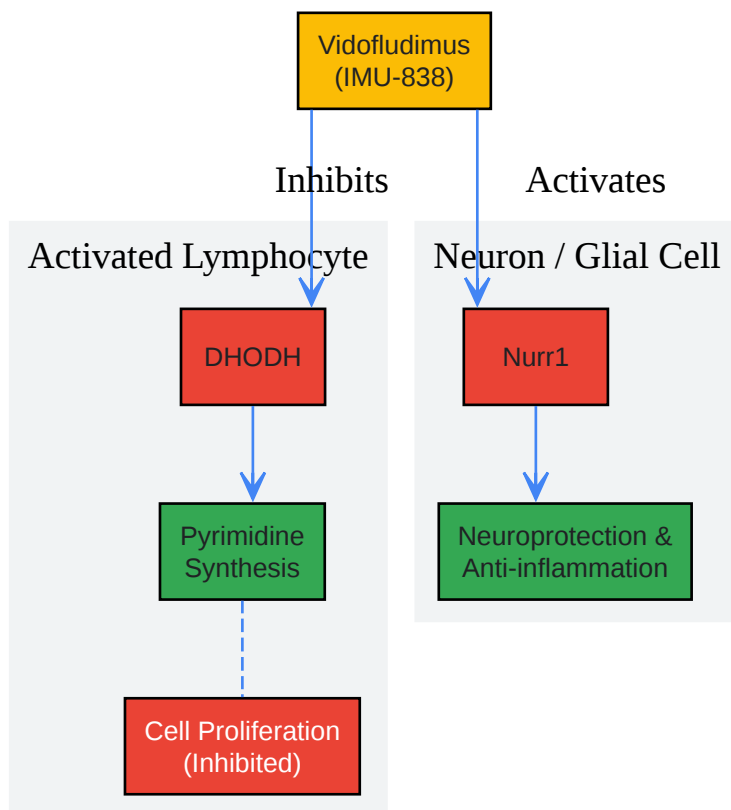 Vidofludimus
(IMU-838)
Inhibits
Activates
Activated Lymphocyte
Neuron / Glial Cell
DHODH
Nurr1
Pyrimidine
Synthesis
Neuroprotection &
Anti-inflammation
Cell Proliferation
(Inhibited)